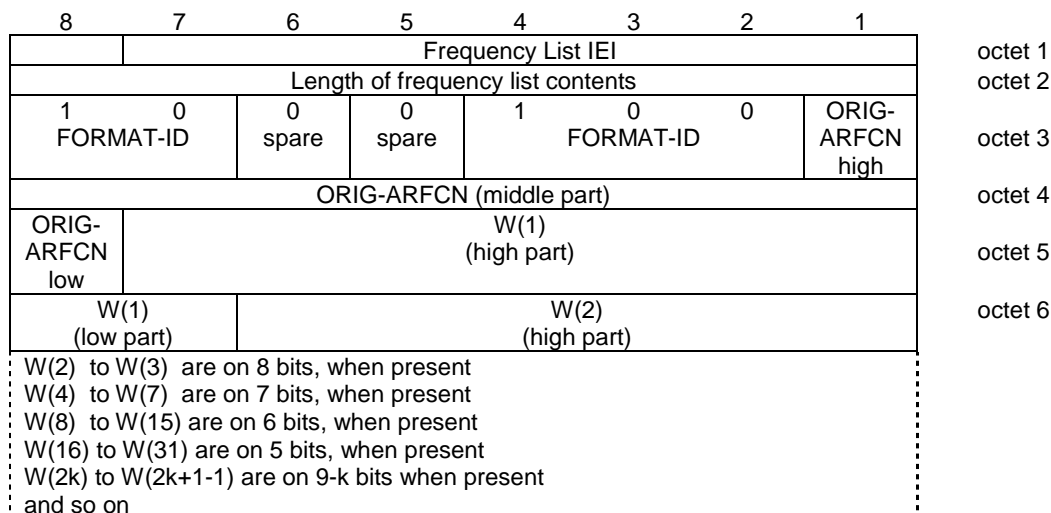 8 7 6 5 4 3 2 1
Frequency List IEI octet 1
Length of frequency list contents octet 2
1 0 0 0 1 0 0 ORIG-
FORMAT-ID spare spare FORMAT-ID ARFCN octet 3
high
ORIG-ARFCN (middle part) octet 4
ORIG- W(1)
ARFCN (high part) octet 5
low
W(1) W(2) octet 6
(low part) (high part)
W(2) to W(3) are on 8 bits, when present
W(4) to W(7) are on 7 bits, when present
W(8) to W(15) are on 6 bits, when present
W(16) to W(31) are on 5 bits, when present
W(2k) to W(2k+1-1) are on 9-k bits when present
and so on